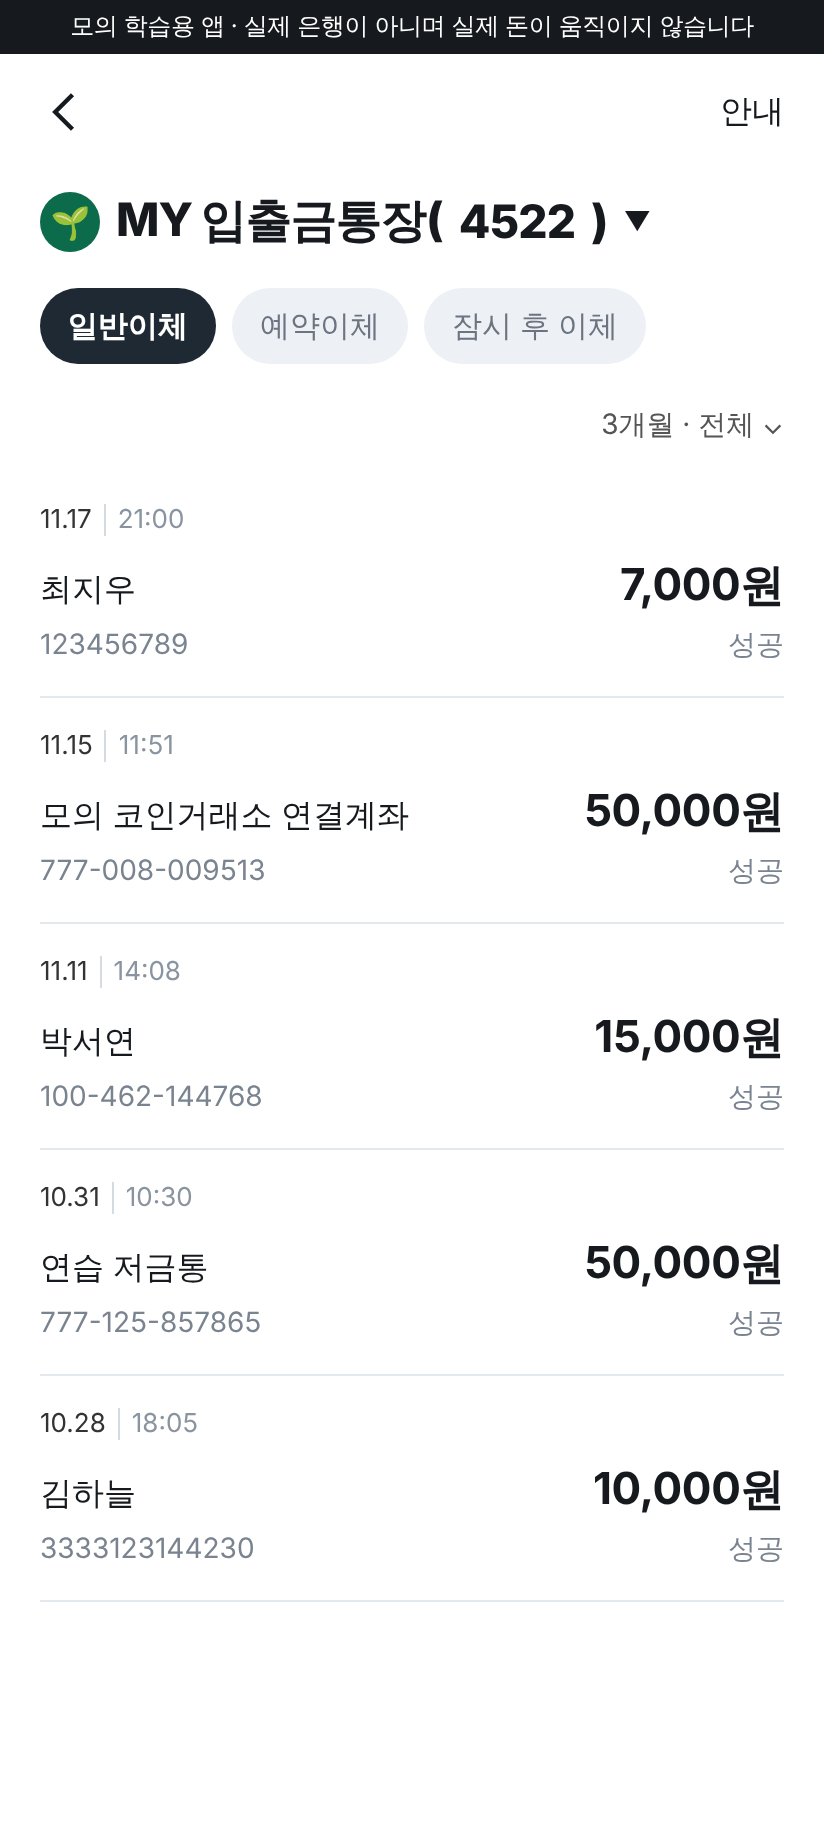 모의 학습용 앱 · 실제 은행이 아니며 실제 돈이 움직이지 않습니다
안내
MY 입출금통장( 4522 ) ▼
일반이체 예약이체 잠시 후 이체
3개월 · 전체
11.17 | 21:00
최지우 7,000원
123456789 성공
11.15 | 11:51
모의 코인거래소 연결계좌 50,000원
777-008-009513 성공
11.11 | 14:08
박서연 15,000원
100-462-144768 성공
10.31 | 10:30
연습 저금통 50,000원
777-125-857865 성공
10.28 | 18:05
김하늘 10,000원
3333123144230 성공